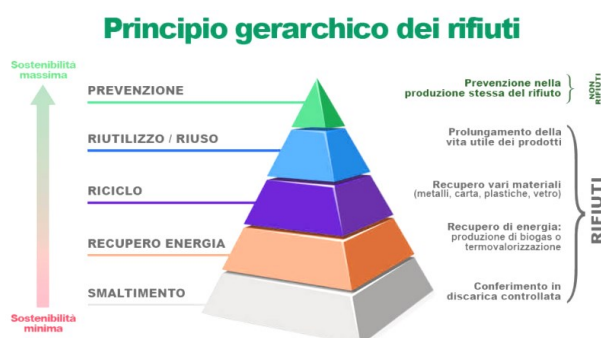 Principio gerarchico dei rifiuti
Sostenibilità
massima
PREVENZIONE
Prevenzione nella
produzione stessa del rifiuto
NON
RIFIUTI
RIUTILIZZO / RIUSO
Prolungamento della
vita utile dei prodotti
RICICLO
Recupero vari materiali
(metalli, carta, plastiche, vetro)
RECUPERO ENERGIA
Recupero di energia:
produzione di biogas o
termovalorizzazione
SMALTIMENTO
Conferimento in
discarica controllata
RIFIUTI
Sostenibilità
minima